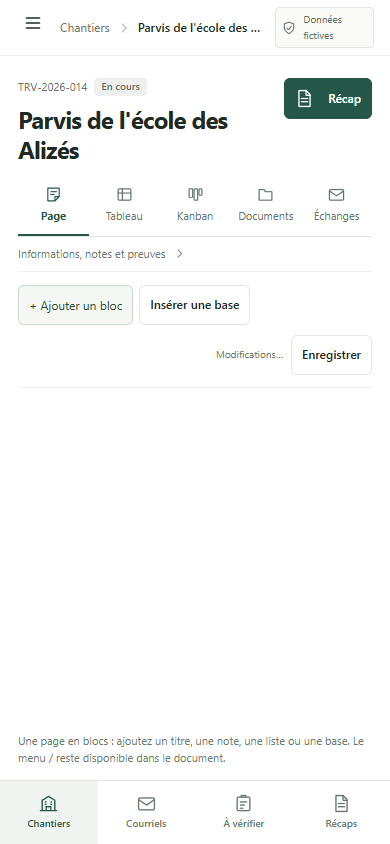 Chantiers > Parvis de l'école des ...
Données
fictives
TRV-2026-014 En cours
Récap
Parvis de l'école des
Alizés
Page Tableau Kanban Documents Échanges
Informations, notes et preuves >
+ Ajouter un bloc Insérer une base
Modifications... Enregistrer
Une page en blocs : ajoutez un titre, une note, une liste ou une base. Le
menu / reste disponible dans le document.
Chantiers Courriels À vérifier Récaps